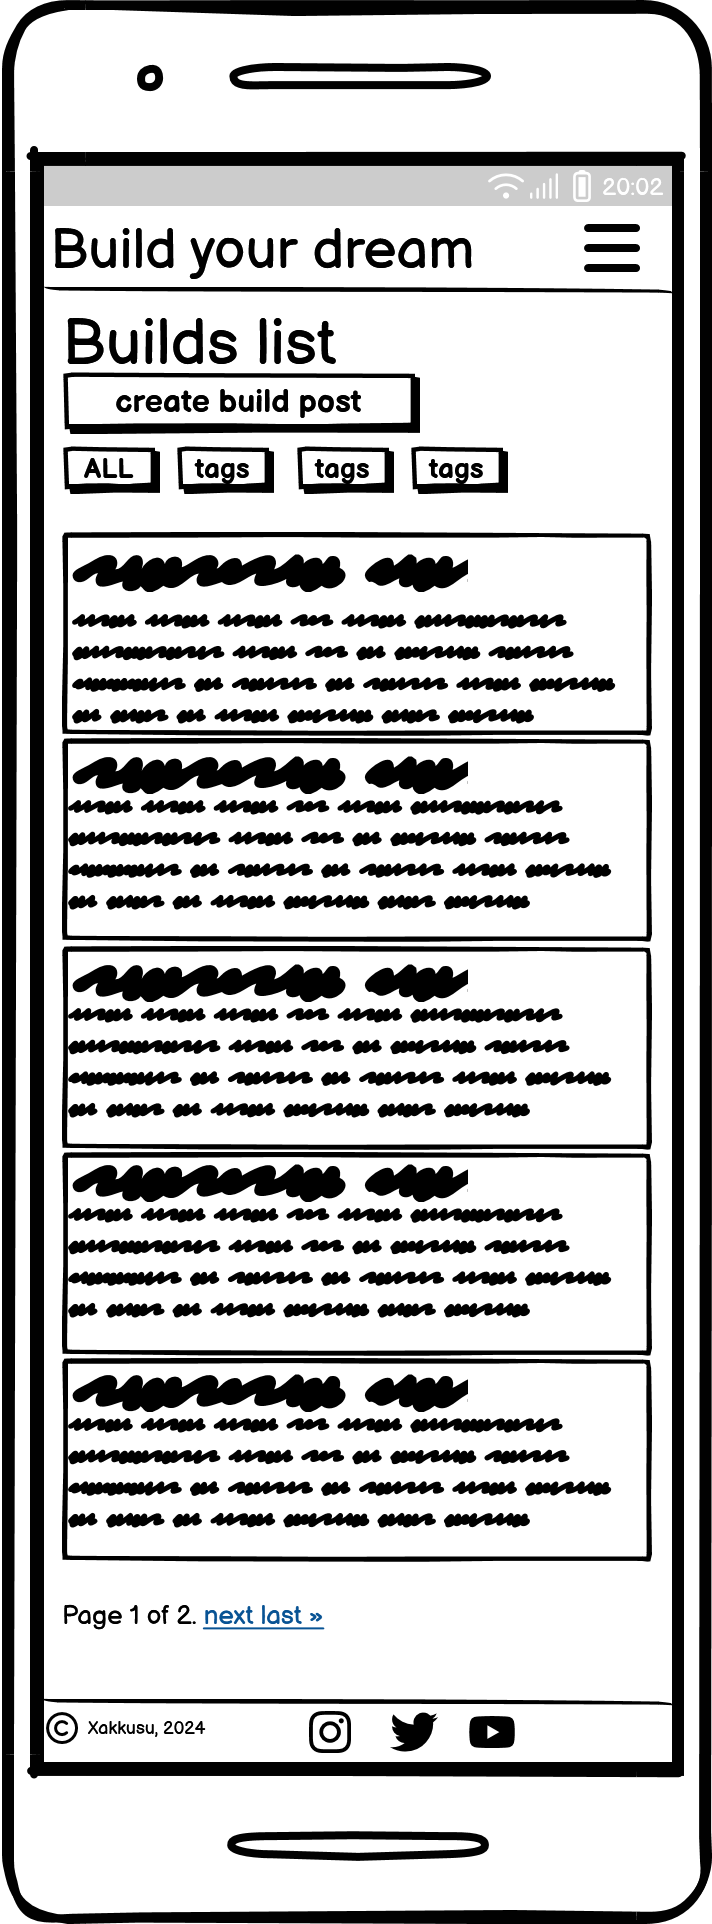 20:02
Build your dream
Builds list
create build post
ALL tags tags tags
Page 1 of 2. next last »
© Xakkusu, 2024